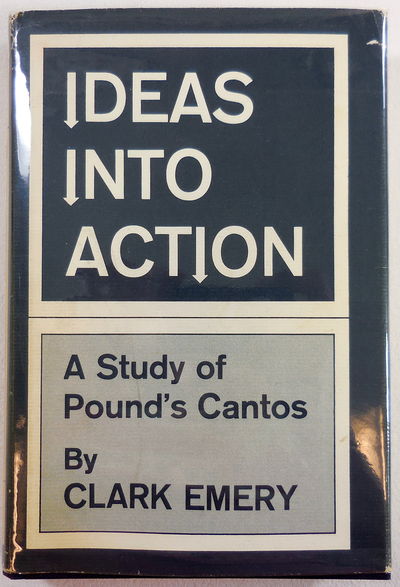 IDEAS
INTO
ACTION
A Study of
Pound's Cantos
By
CLARK EMERY